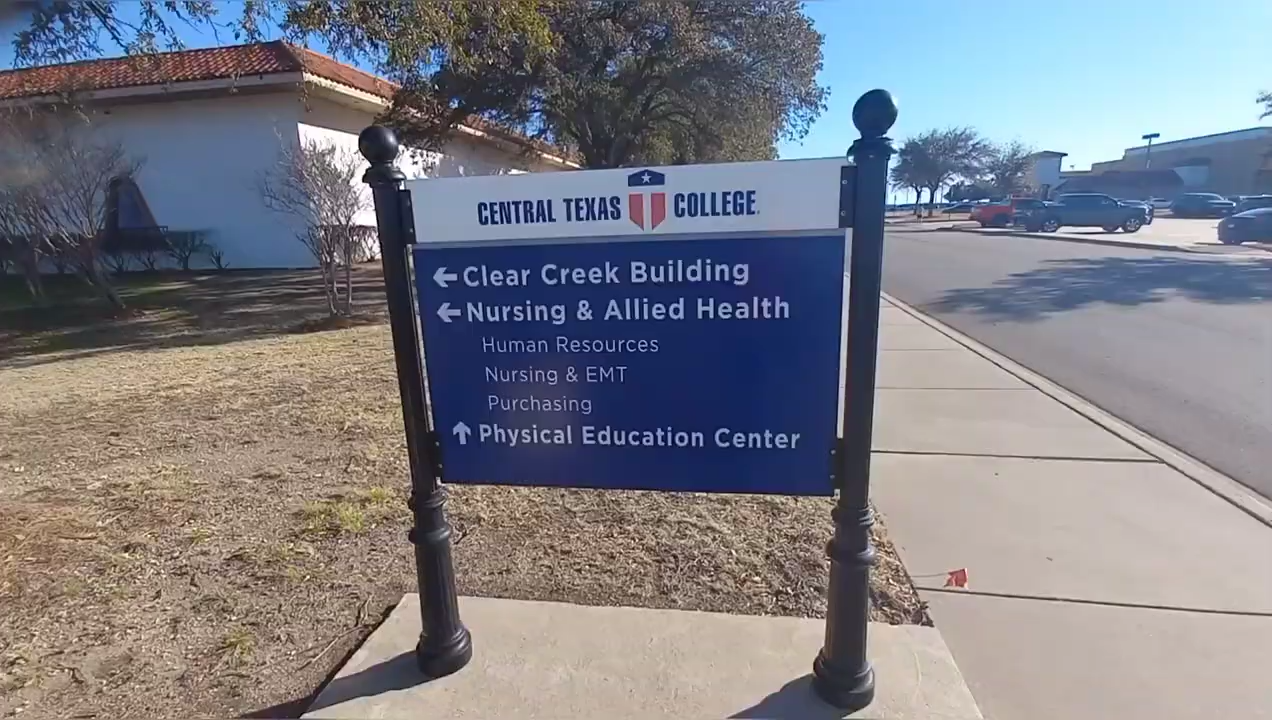 CENTRAL TEXAS COLLEGE
←Clear Creek Building
←Nursing & Allied Health
Human Resources
Nursing & EMT
Purchasing
↑Physical Education Center